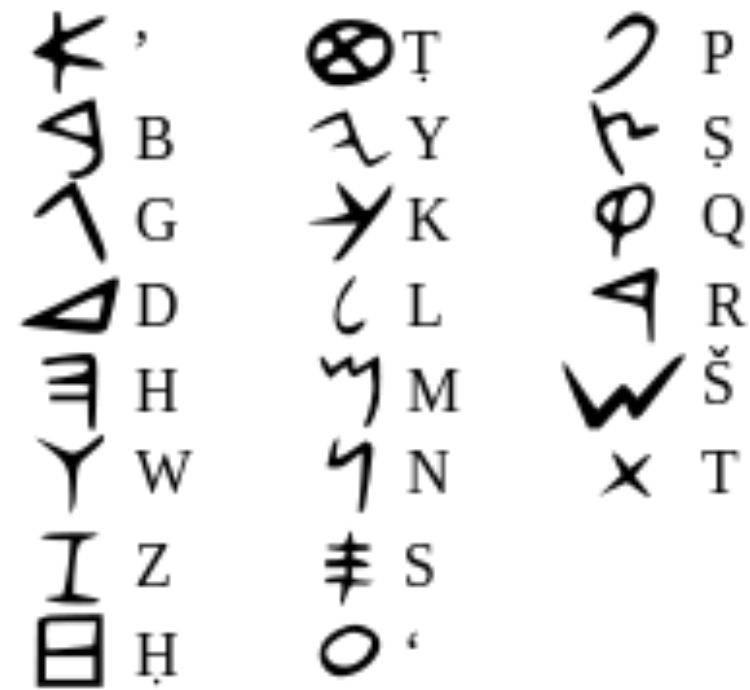 𐤀 ’
𐤁 B
𐤂 G
𐤃 D
𐤄 H
𐤅 W
𐤆 Z
𐤇 Ḥ
𐤈 Ṭ
𐤉 Y
𐤊 K
𐤋 L
𐤌 M
𐤍 N
𐤎 S
𐤏 ‘
𐤐 P
𐤑 Ṣ
𐤒 Q
𐤓 R
𐤔 Š
𐤕 T